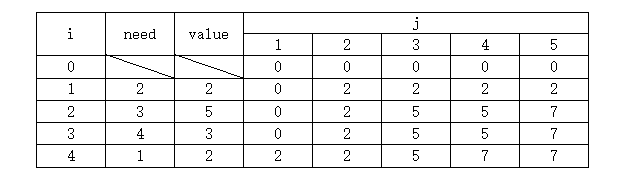 i need value j
1 2 3 4 5
0 0 0 0 0 0
1 2 2 0 2 2 2 2
2 3 5 0 2 5 5 7
3 4 3 0 2 5 5 7
4 1 2 2 2 5 7 7